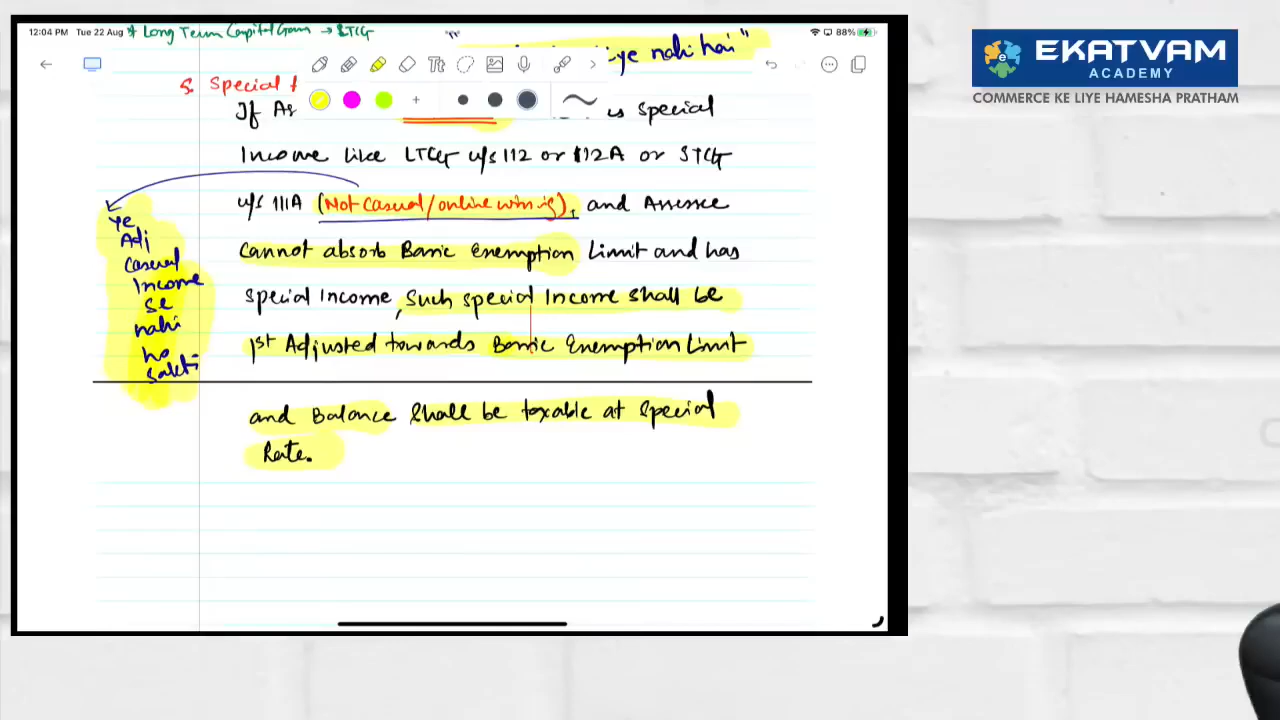 12:04 PM Tue 22 Aug * Long Term Capital Gain → LTCG
88%
ye nahi hai"
EKATVAM
ACADEMY
COMMERCE KE LIYE HAMESHA PRATHAM
5. Special
If As is special
Income like LTCG u/s 112 or 112A or STCG
u/s 111A (Not Casual/online winnig), and Assessee
cannot absorb Basic Exemption Limit and has
special Income, Such special Income shall be
1st Adjusted towards Basic Exemption Limit
and Balance shall be taxable at special
Rate.
Ye
Adj
Casual
Income
se
nahi
ho
sakti